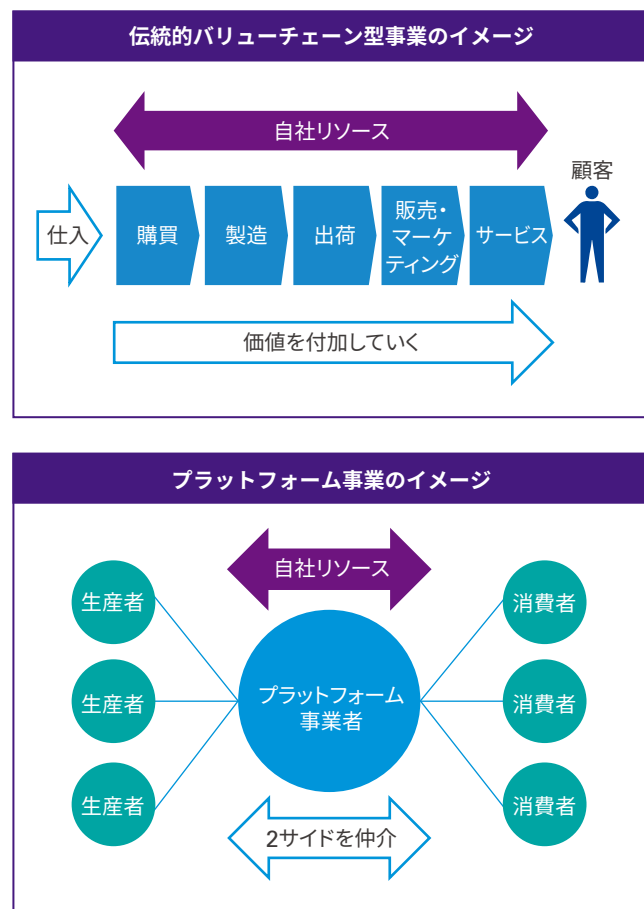 伝統的バリューチェーン型事業のイメージ
自社リソース
顧客
仕入
購買
製造
出荷
販売・
マーケ
ティング
サービス
価値を付加していく
プラットフォーム事業のイメージ
自社リソース
生産者
消費者
生産者
プラットフォーム
事業者
消費者
生産者
消費者
2サイドを仲介